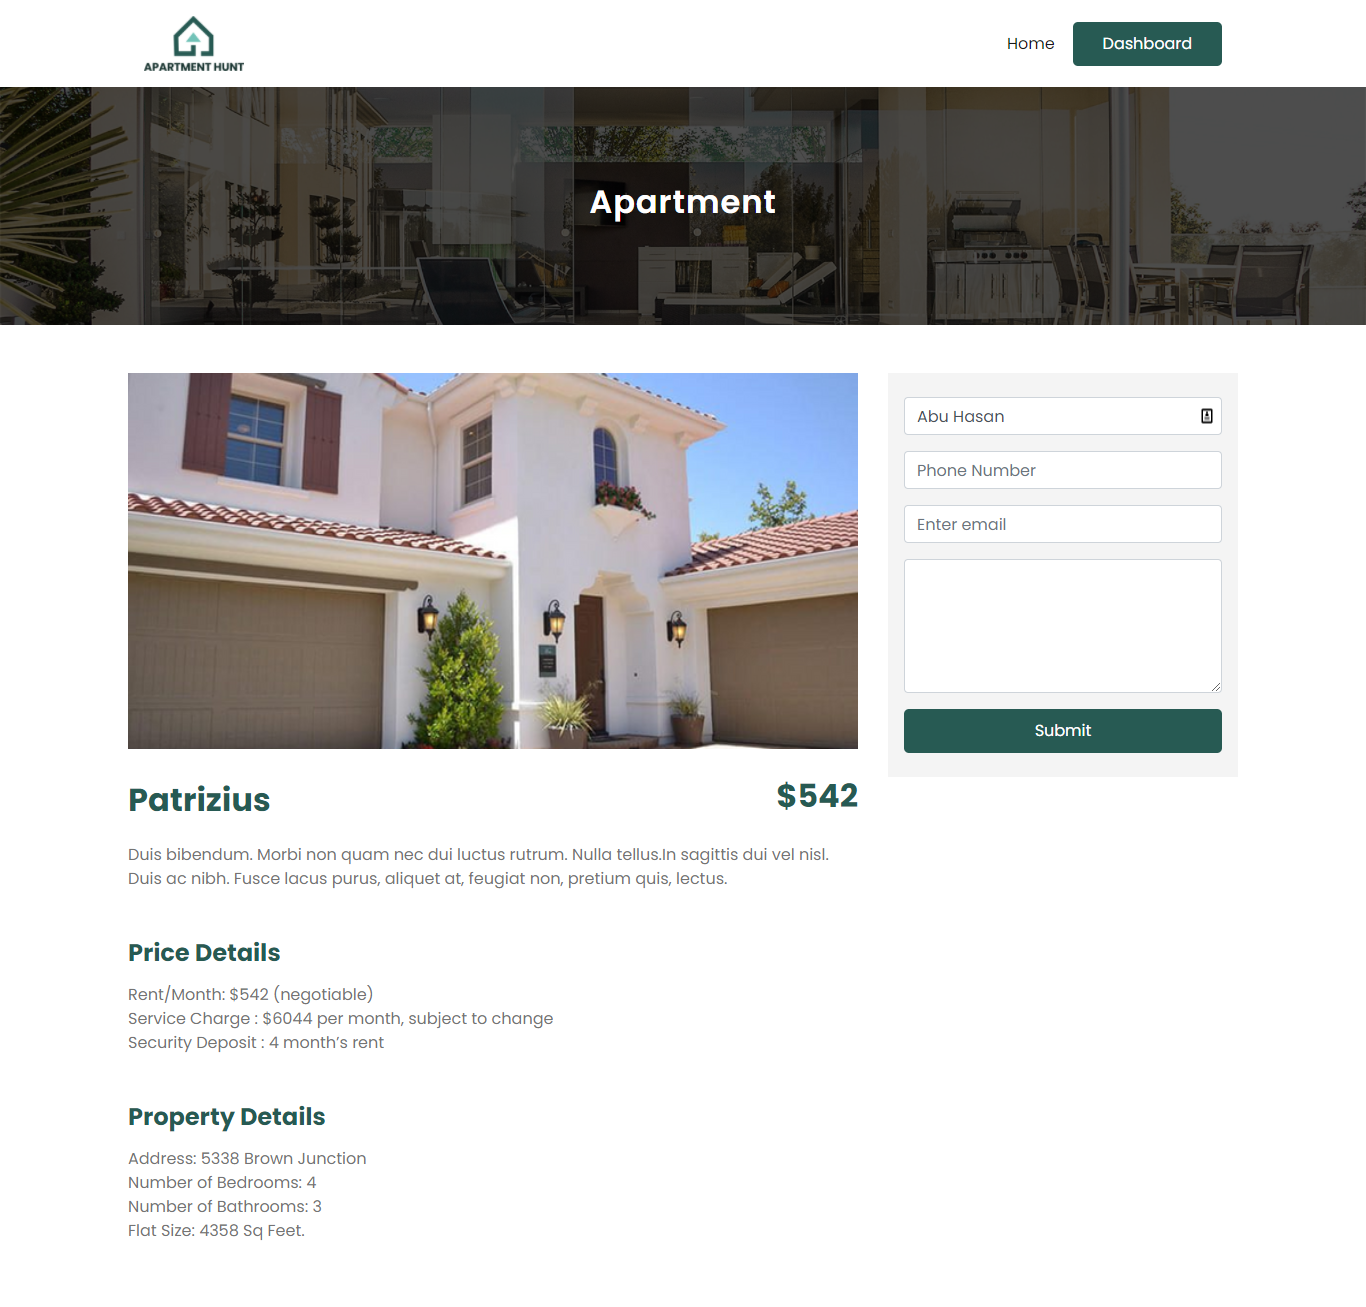 APARTMENT HUNT
Home
Dashboard
Apartment
Abu Hasan
Phone Number
Enter email
Submit
Patrizius
$542
Duis bibendum. Morbi non quam nec dui luctus rutrum. Nulla tellus.In sagittis dui vel nisl.
Duis ac nibh. Fusce lacus purus, aliquet at, feugiat non, pretium quis, lectus.
Price Details
Rent/Month: $542 (negotiable)
Service Charge : $6044 per month, subject to change
Security Deposit : 4 month’s rent
Property Details
Address: 5338 Brown Junction
Number of Bedrooms: 4
Number of Bathrooms: 3
Flat Size: 4358 Sq Feet.